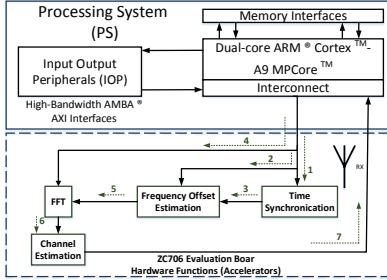 Processing System
(PS)
Memory Interfaces
Dual-core ARM ® Cortex ™-
A9 MPCore ™
Interconnect
Input Output
Peripherals (IOP)
High-Bandwidth AMBA ®
AXI Interfaces
4
2
1
RX
FFT
5
Frequency Offset
Estimation
3
Time
Synchronication
6
7
Channel
Estimation
ZC706 Evaluation Boar
Hardware Functions (Accelerators)